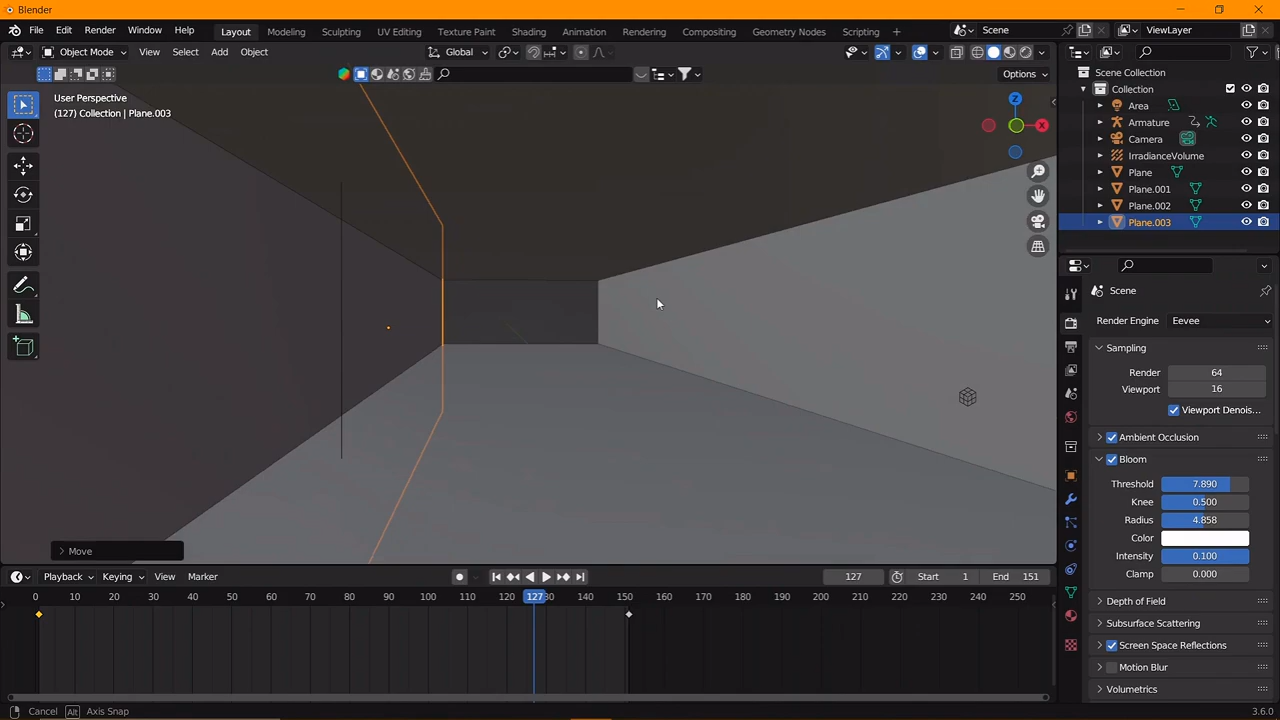 Blender
File Edit Render Window Help Layout Modeling Sculpting UV Editing Texture Paint Shading Animation Rendering Compositing Geometry Nodes Scripting + Scene ViewLayer
Object Mode View Select Add Object Global
Options
User Perspective
(127) Collection | Plane.003
Z
X
Scene Collection
Collection
Area
Armature
Camera
IrradianceVolume
Plane
Plane.001
Plane.002
Plane.003
Scene
Render Engine Eevee
Sampling
Render 64
Viewport 16
Viewport Denois...
Ambient Occlusion
Bloom
Threshold 7.890
Knee 0.500
Radius 4.858
Color
Intensity 0.100
Clamp 0.000
Depth of Field
Subsurface Scattering
Screen Space Reflections
Motion Blur
Volumetrics
Move
Playback Keying View Marker 127 Start 1 End 151
0 10 20 30 40 50 60 70 80 90 100 110 120 127 130 140 150 160 170 180 190 200 210 220 230 240 250
Cancel Alt Axis Snap 3.6.0